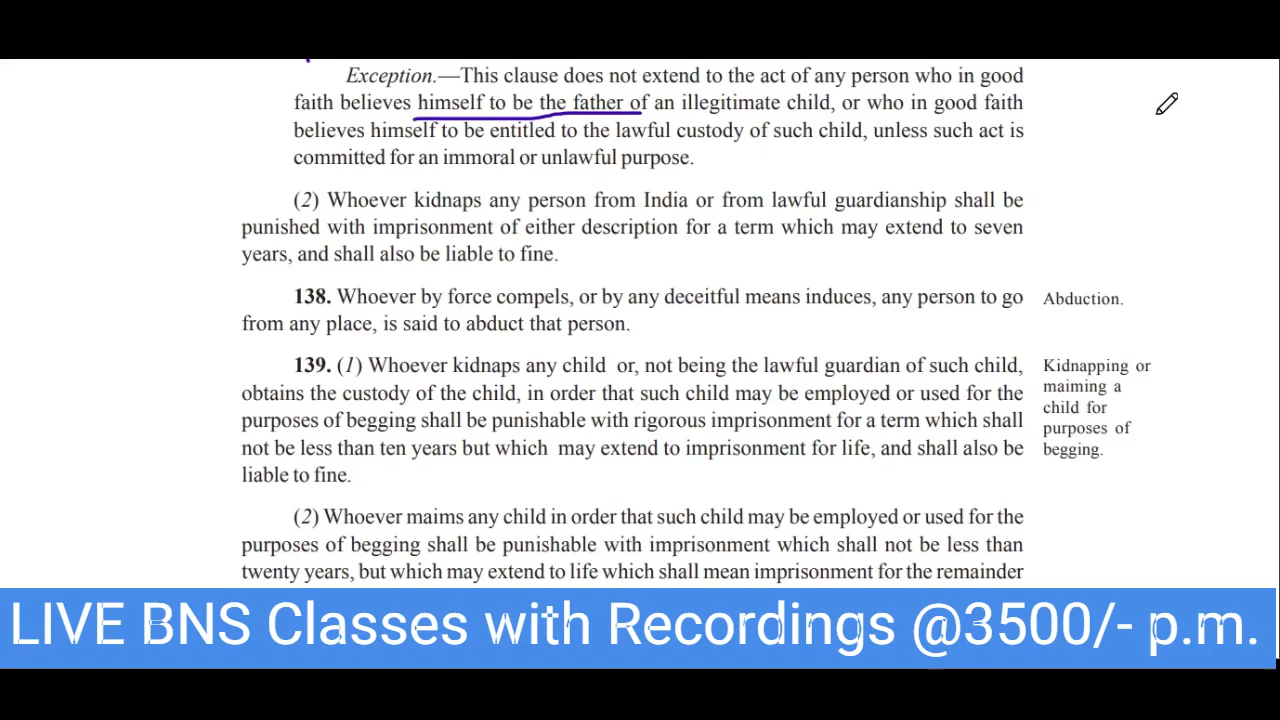 Exception.—This clause does not extend to the act of any person who in good
faith believes himself to be the father of an illegitimate child, or who in good faith
believes himself to be entitled to the lawful custody of such child, unless such act is
committed for an immoral or unlawful purpose.
(2) Whoever kidnaps any person from India or from lawful guardianship shall be
punished with imprisonment of either description for a term which may extend to seven
years, and shall also be liable to fine.
138. Whoever by force compels, or by any deceitful means induces, any person to go
from any place, is said to abduct that person.
Abduction.
139. (1) Whoever kidnaps any child or, not being the lawful guardian of such child,
obtains the custody of the child, in order that such child may be employed or used for the
purposes of begging shall be punishable with rigorous imprisonment for a term which shall
not be less than ten years but which may extend to imprisonment for life, and shall also be
liable to fine.
Kidnapping or
maiming a
child for
purposes of
begging.
(2) Whoever maims any child in order that such child may be employed or used for the
purposes of begging shall be punishable with imprisonment which shall not be less than
twenty years, but which may extend to life which shall mean imprisonment for the remainder
LIVE BNS Classes with Recordings @3500/- p.m.